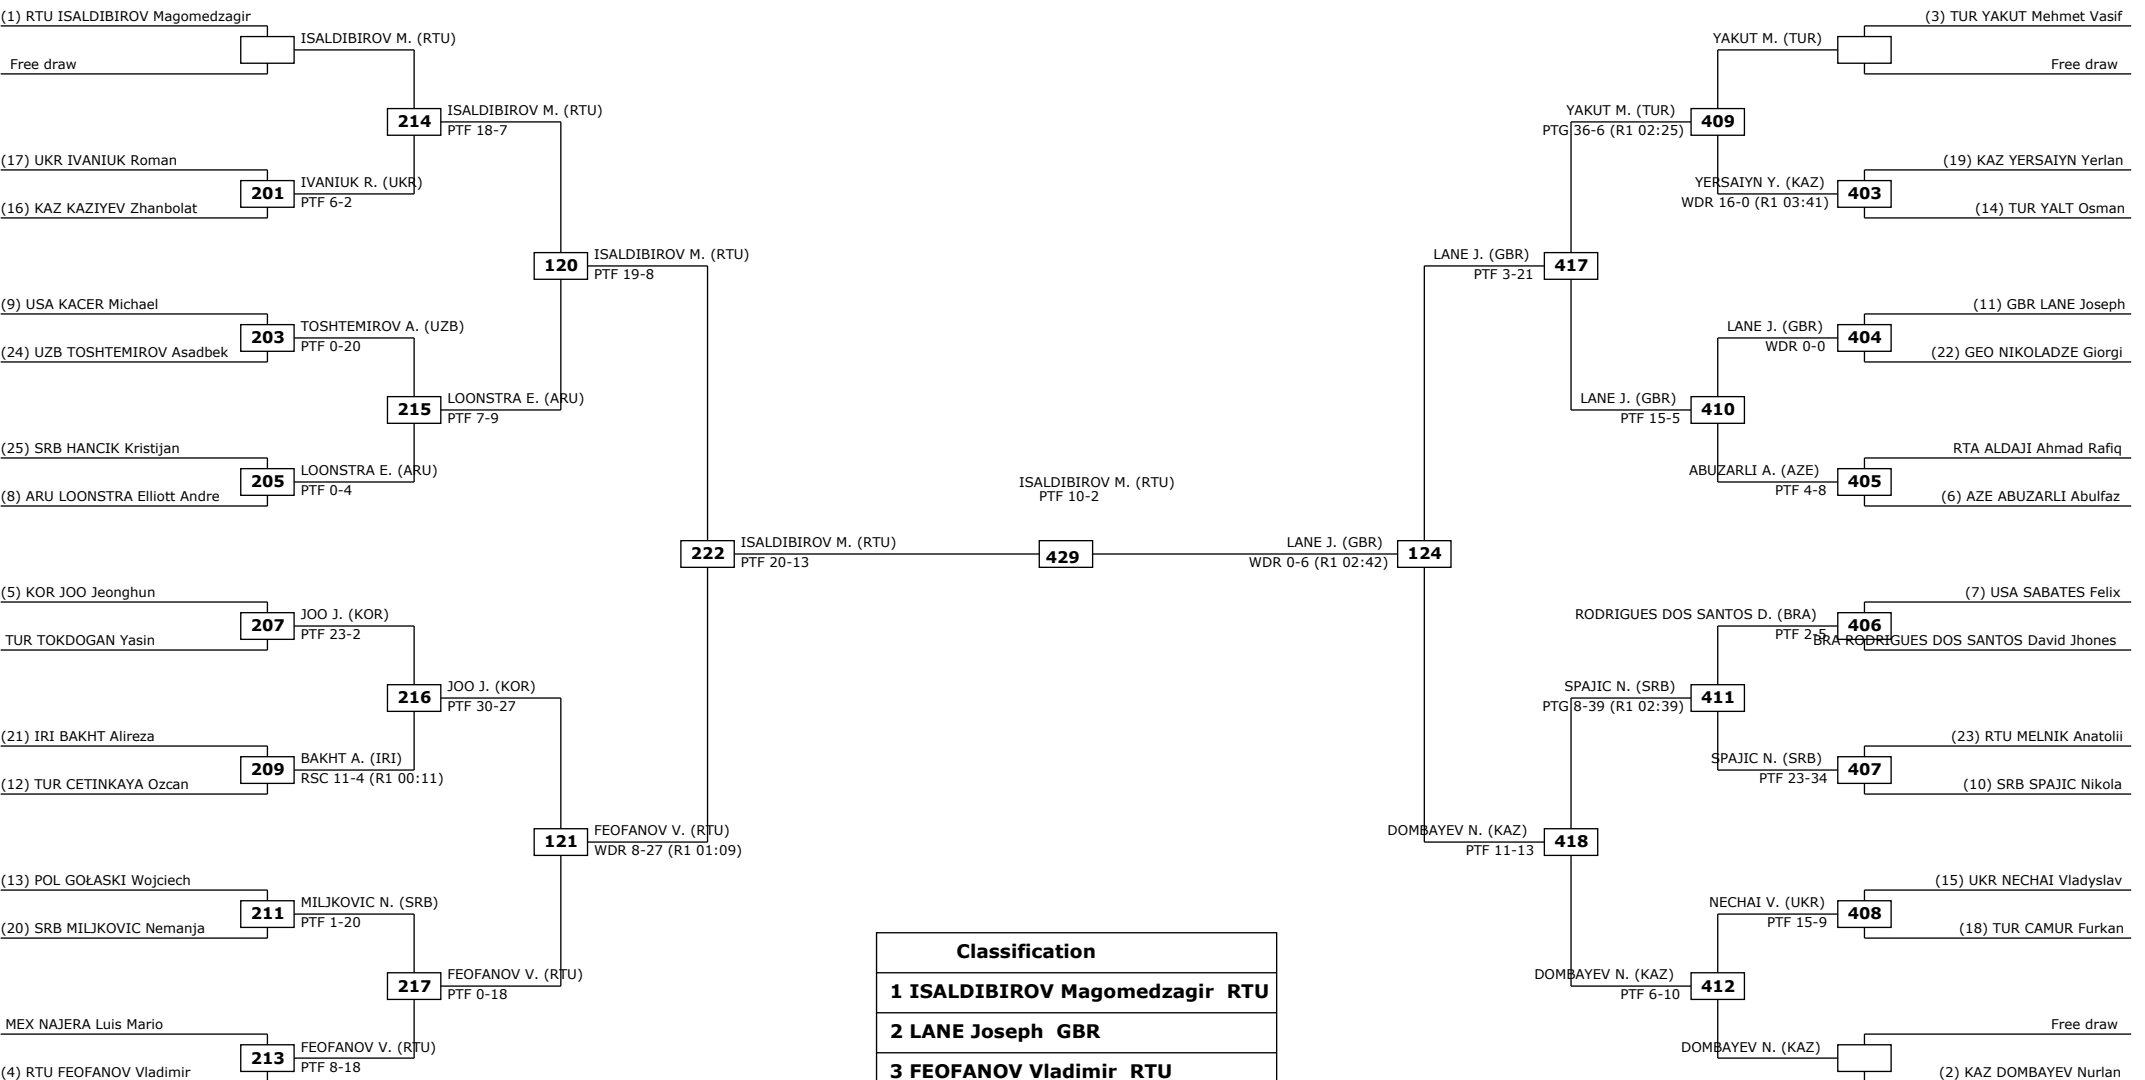 (1) RTU ISALDIBIROV Magomedzagir
Free draw
ISALDIBIROV M. (RTU)
214
ISALDIBIROV M. (RTU)
PTF 18-7
(17) UKR IVANIUK Roman
(16) KAZ KAZIYEV Zhanbolat
201
IVANIUK R. (UKR)
PTF 6-2
120
ISALDIBIROV M. (RTU)
PTF 19-8
(9) USA KACER Michael
(24) UZB TOSHTEMIROV Asadbek
203
TOSHTEMIROV A. (UZB)
PTF 0-20
215
LOONSTRA E. (ARU)
PTF 7-9
(25) SRB HANCIK Kristijan
(8) ARU LOONSTRA Elliott Andre
205
LOONSTRA E. (ARU)
PTF 0-4
222
ISALDIBIROV M. (RTU)
PTF 20-13
(5) KOR JOO Jeonghun
TUR TOKDOGAN Yasin
207
JOO J. (KOR)
PTF 23-2
216
JOO J. (KOR)
PTF 30-27
(21) IRI BAKHT Alireza
(12) TUR CETINKAYA Ozcan
209
BAKHT A. (IRI)
RSC 11-4 (R1 00:11)
121
FEOFANOV V. (RTU)
WDR 8-27 (R1 01:09)
(13) POL GOŁASKI Wojciech
(20) SRB MILJKOVIC Nemanja
211
MILJKOVIC N. (SRB)
PTF 1-20
217
FEOFANOV V. (RTU)
PTF 0-18
MEX NAJERA Luis Mario
(4) RTU FEOFANOV Vladimir
213
FEOFANOV V. (RTU)
PTF 8-18
ISALDIBIROV M. (RTU)
PTF 10-2
429
LANE J. (GBR)
WDR 0-6 (R1 02:42)
124
(3) TUR YAKUT Mehmet Vasif
Free draw
YAKUT M. (TUR)
YAKUT M. (TUR)
PTG 36-6 (R1 02:25)
409
(19) KAZ YERSAIYN Yerlan
(14) TUR YALT Osman
YERSAIYN Y. (KAZ)
WDR 16-0 (R1 03:41)
403
LANE J. (GBR)
PTF 3-21
417
(11) GBR LANE Joseph
(22) GEO NIKOLADZE Giorgi
LANE J. (GBR)
WDR 0-0
404
LANE J. (GBR)
PTF 15-5
410
RTA ALDAJI Ahmad Rafiq
(6) AZE ABUZARLI Abulfaz
ABUZARLI A. (AZE)
PTF 4-8
405
(7) USA SABATES Felix
BRA RODRIGUES DOS SANTOS David Jhones
RODRIGUES DOS SANTOS D. (BRA)
PTF 2-5
406
SPAJIC N. (SRB)
PTG 8-39 (R1 02:39)
411
(23) RTU MELNIK Anatolii
(10) SRB SPAJIC Nikola
SPAJIC N. (SRB)
PTF 23-34
407
DOMBAYEV N. (KAZ)
PTF 11-13
418
(15) UKR NECHAI Vladyslav
(18) TUR CAMUR Furkan
NECHAI V. (UKR)
PTF 15-9
408
DOMBAYEV N. (KAZ)
PTF 6-10
412
Free draw
(2) KAZ DOMBAYEV Nurlan
DOMBAYEV N. (KAZ)
Classification
1 ISALDIBIROV Magomedzagir RTU
2 LANE Joseph GBR
3 FEOFANOV Vladimir RTU